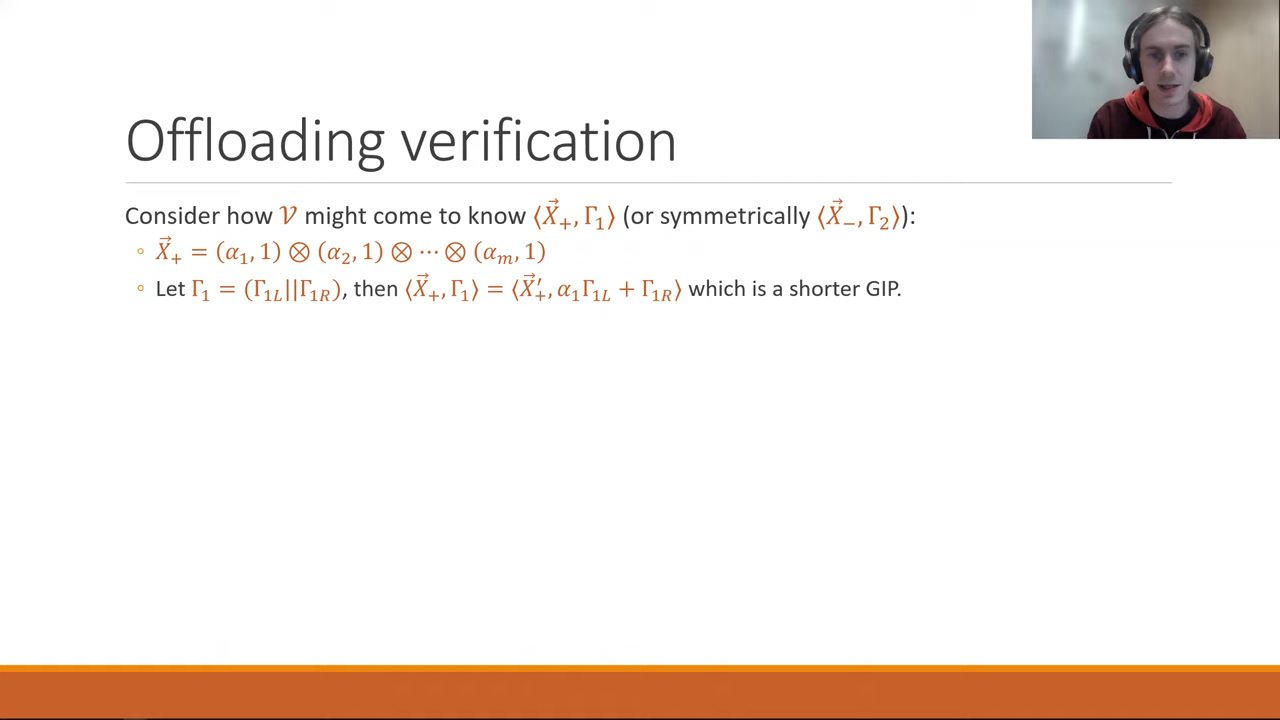 Offloading verification
Consider how 𝒱 might come to know ⟨X⃗₊, Γ₁⟩ (or symmetrically ⟨X⃗₋, Γ₂⟩):
◦ X⃗₊ = (α₁, 1) ⊗ (α₂, 1) ⊗ ⋯ ⊗ (αₘ, 1)
◦ Let Γ₁ = (Γ₁L||Γ₁R), then ⟨X⃗₊, Γ₁⟩ = ⟨X⃗₊′, α₁Γ₁L + Γ₁R⟩ which is a shorter GIP.